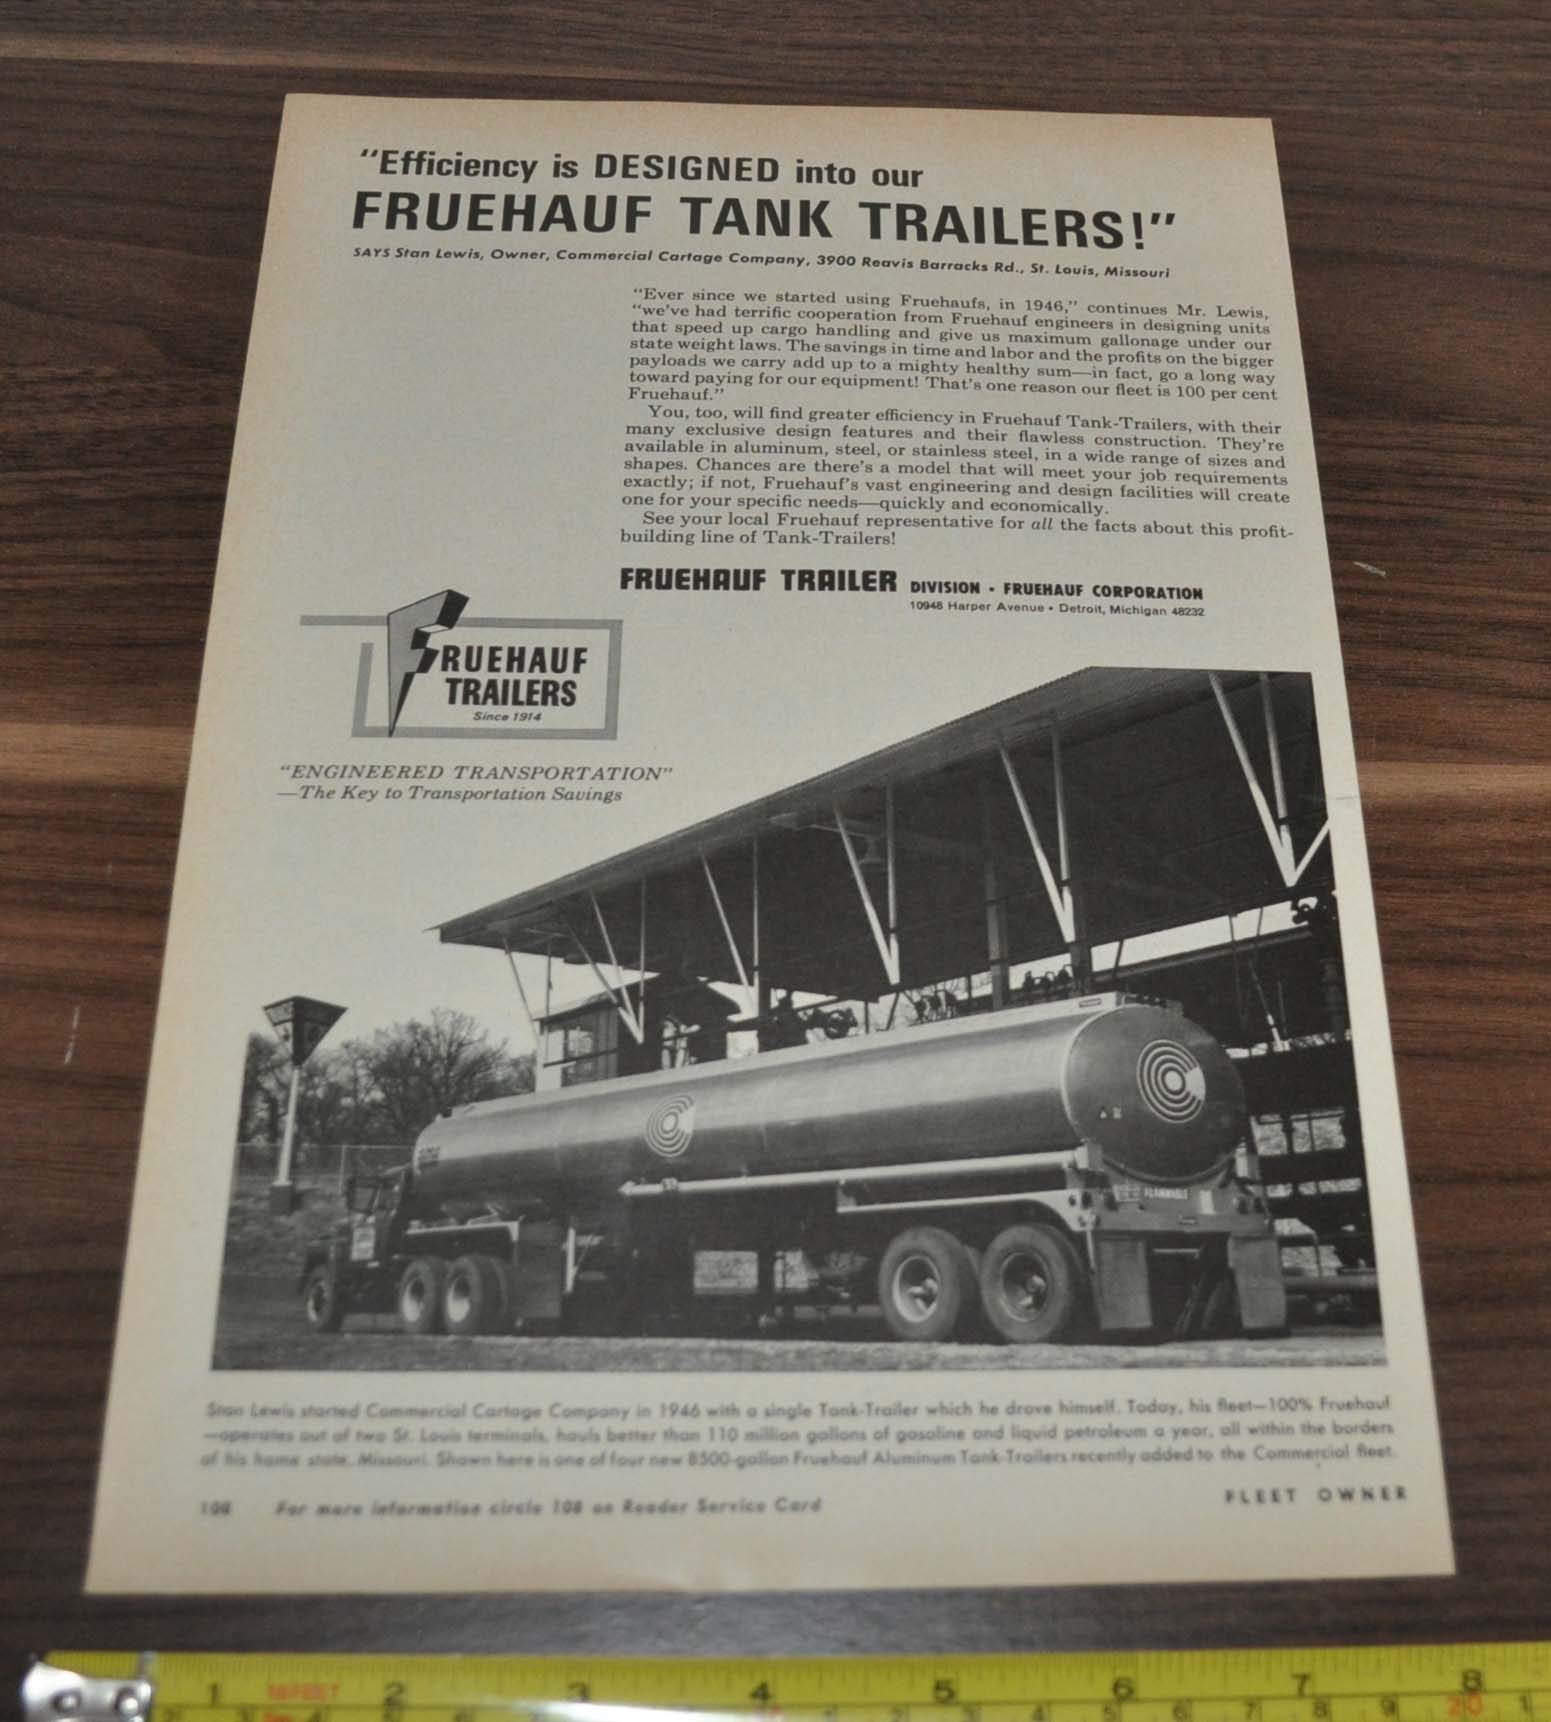 "Efficiency is DESIGNED into our
FRUEHAUF TANK TRAILERS!"
SAYS Stan Lewis, Owner, Commercial Cartage Company, 3900 Reavis Barracks Rd., St. Louis, Missouri
"Ever since we started using Fruehaufs, in 1946," continues Mr. Lewis,
"we've had terrific cooperation from Fruehauf engineers in designing units
that speed up cargo handling and give us maximum gallonage under our
state weight laws. The savings in time and labor and the profits on the bigger
payloads we carry add up to a mighty healthy sum—in fact, go a long way
toward paying for our equipment! That's one reason our fleet is 100 per cent
Fruehauf."
You, too, will find greater efficiency in Fruehauf Tank-Trailers, with their
many exclusive design features and their flawless construction. They're
available in aluminum, steel, or stainless steel, in a wide range of sizes and
shapes. Chances are there's a model that will meet your job requirements
exactly; if not, Fruehauf's vast engineering and design facilities will create
one for your specific needs—quickly and economically.
See your local Fruehauf representative for all the facts about this profit-
building line of Tank-Trailers!
FRUEHAUF TRAILER DIVISION • FRUEHAUF CORPORATION
10948 Harper Avenue • Detroit, Michigan 48232
FRUEHAUF
TRAILERS
Since 1914
"ENGINEERED TRANSPORTATION"
—The Key to Transportation Savings
FLAMMABLE
Stan Lewis started Commercial Cartage Company in 1946 with a single Tank-Trailer which he drove himself. Today, his fleet—100% Fruehauf
—operates out of two St. Louis terminals, hauls better than 110 million gallons of gasoline and liquid petroleum a year, all within the borders
of his home state, Missouri. Shown here is one of four new 8500-gallon Fruehauf Aluminum Tank-Trailers recently added to the Commercial fleet.
108 For more information circle 108 on Reader Service Card
FLEET OWNER
1 2 3 4 5 6 7 8